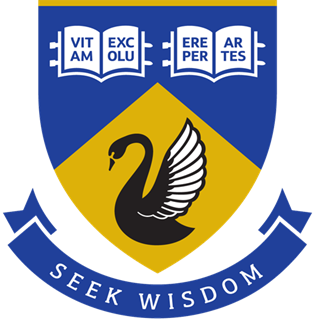 VIT EXC ERE AR
AM OLU PER TES
SEEK WISDOM